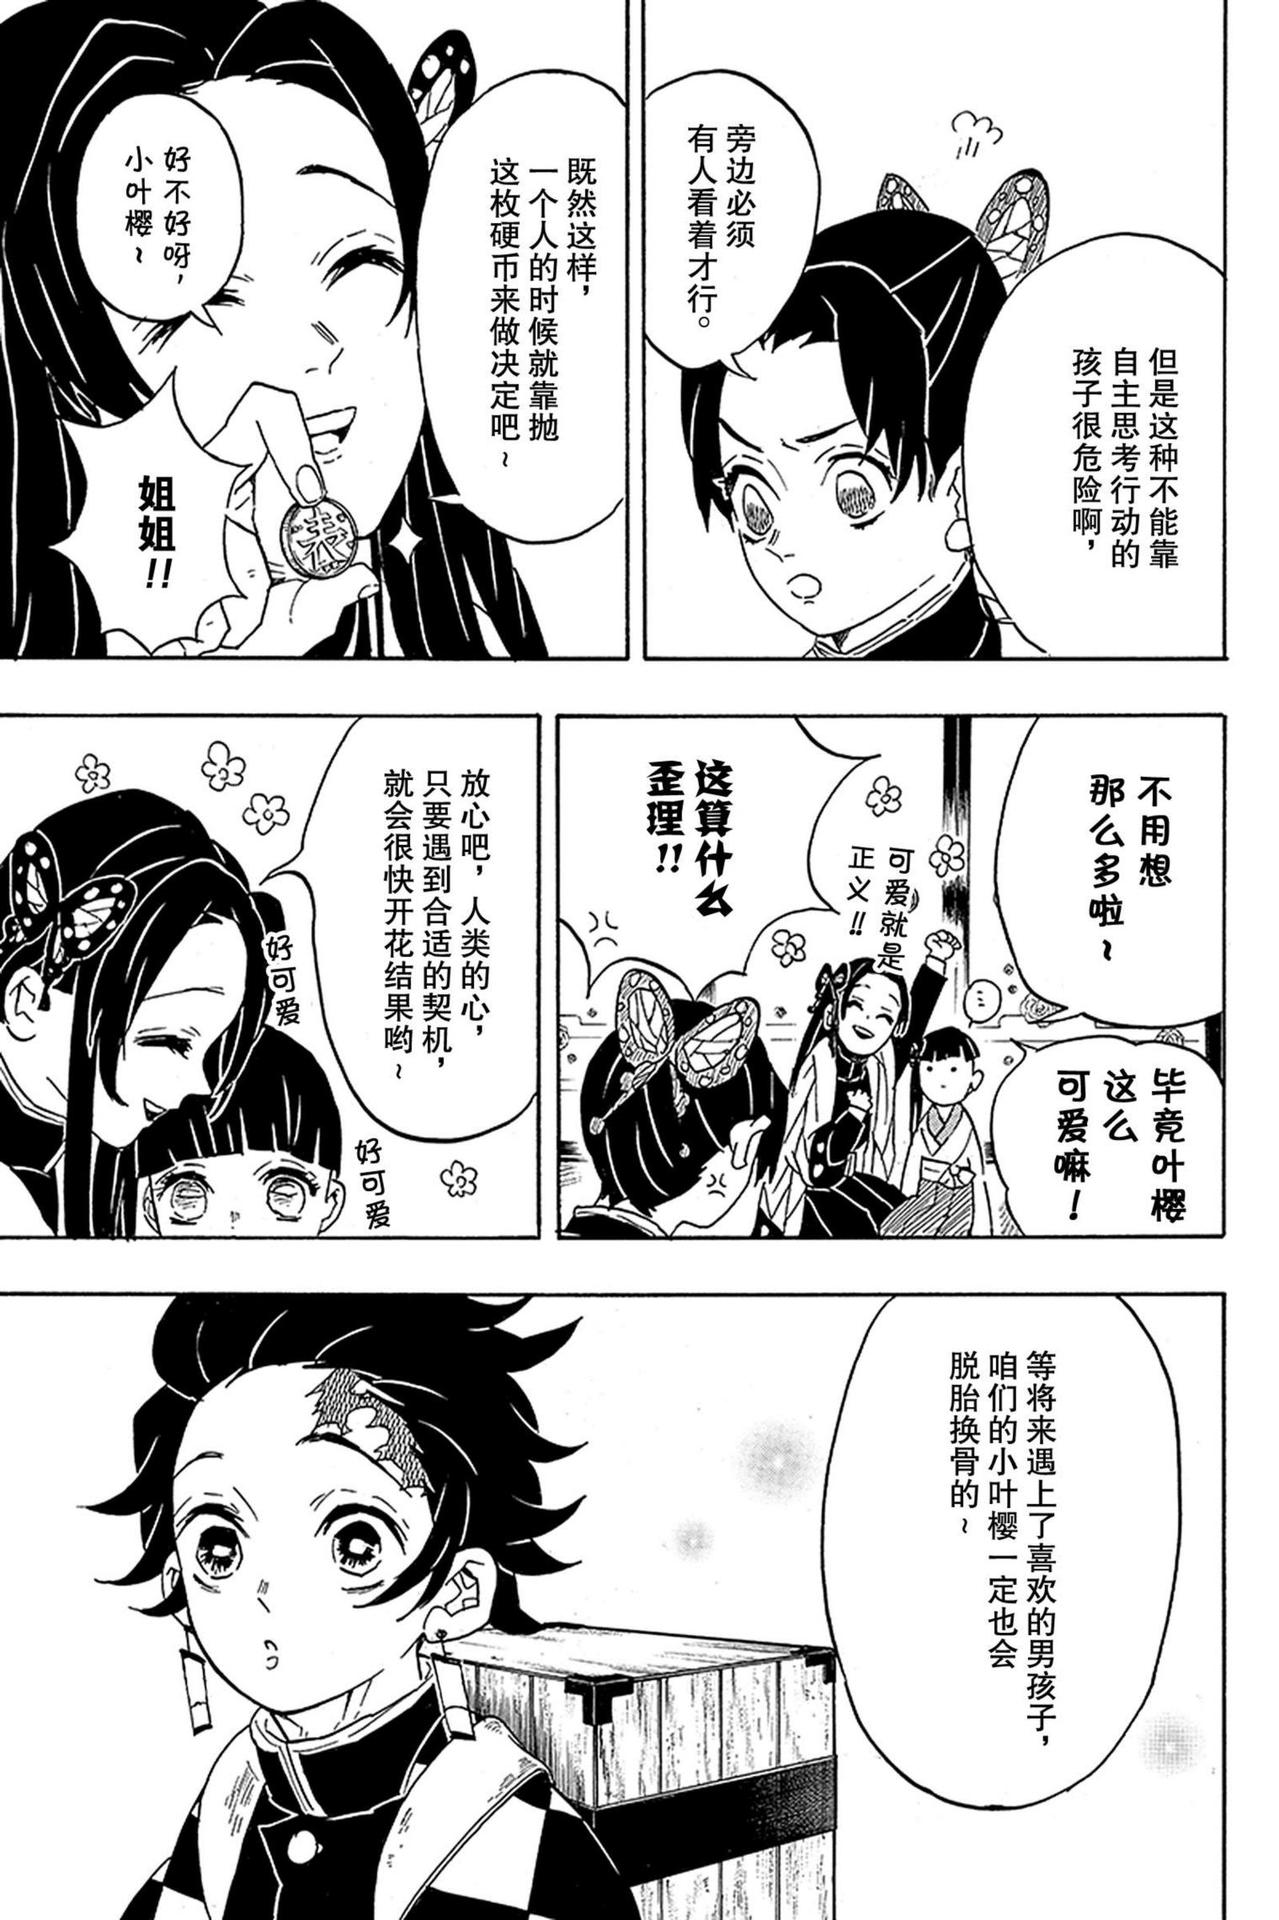 但是这种不能靠
自主思考行动的
孩子很危险啊，
旁边必须
有人看着才行。
既然这样，
一个人的时候就靠抛
这枚硬币来做决定吧~
好不好呀，
小叶樱~
表
姐姐!!
不用想
那么多啦~
毕竟叶樱
这么
可爱嘛！
…
可爱就是
正义!!
这算什么
歪理!!
放心吧，人类的心，
只要遇到合适的契机，
就会很快开花结果哟~
好可爱
好可爱
等将来遇上了喜欢的男孩子，
咱们的小叶樱一定也会
脱胎换骨的~